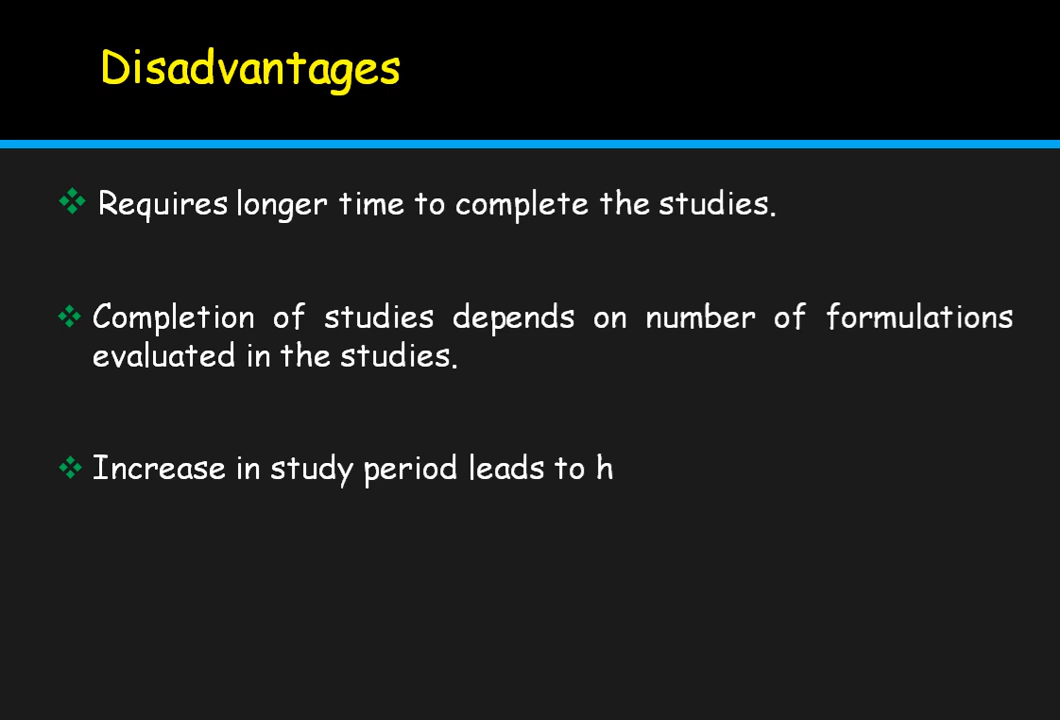 Disadvantages
Requires longer time to complete the studies.
Completion of studies depends on number of formulations
evaluated in the studies.
Increase in study period leads to h